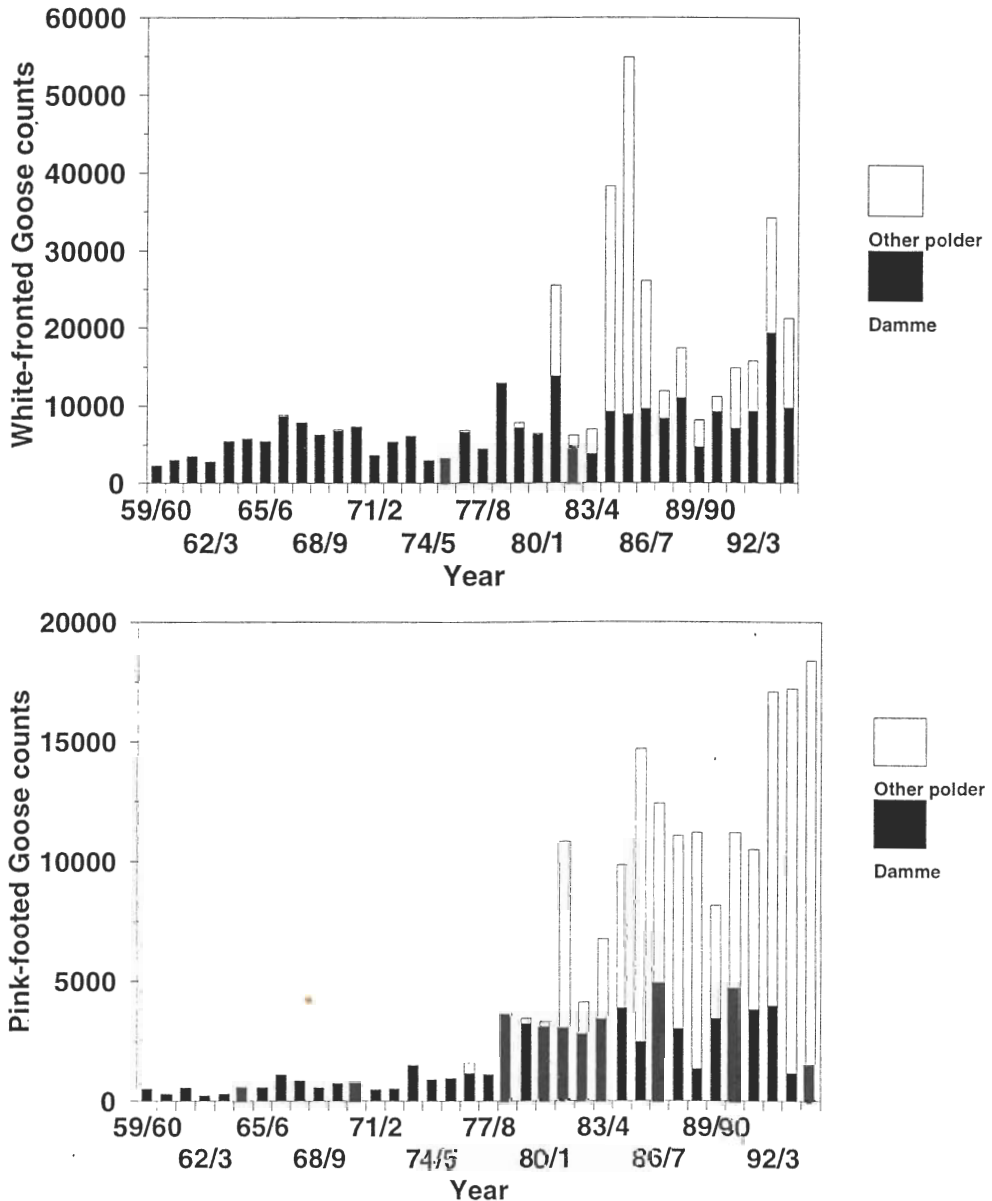 White-fronted Goose counts
60000
50000
40000
30000
20000
10000
0
59/60 65/6 71/2 77/8 83/4 89/90
62/3 68/9 74/5 80/1 86/7 92/3
Year
Other polder
Damme
Pink-footed Goose counts
20000
15000
10000
5000
0
59/60 65/6 71/2 77/8 83/4 89/90
62/3 68/9 74/5 80/1 86/7 92/3
Year
Other polder
Damme